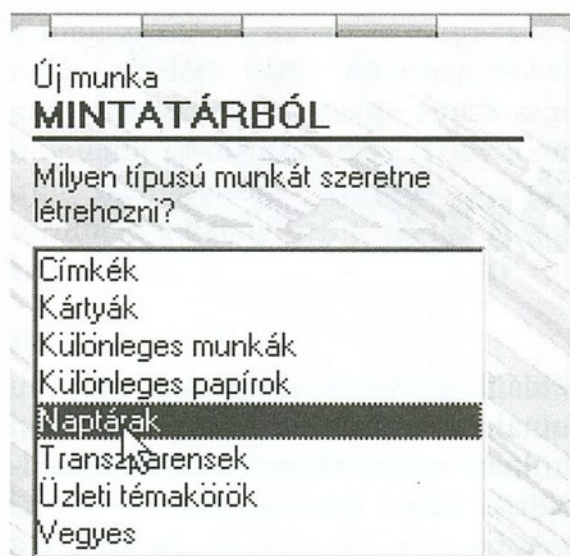 Új munka
MINTATÁRBÓL
Milyen típusú munkát szeretne
létrehozni?
Címkék
Kártyák
Különleges munkák
Különleges papírok
Naptárak
Transzparensek
Üzleti témakörök
Vegyes